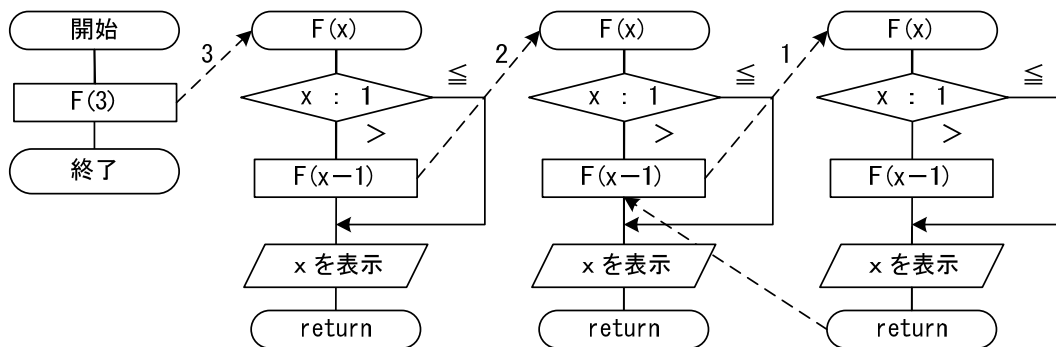 開始
F(3)
終了
3
F(x)
x : 1
≦
>
F(x-1)
xを表示
return
2
F(x)
x : 1
≦
>
F(x-1)
xを表示
return
1
F(x)
x : 1
≦
>
F(x-1)
xを表示
return